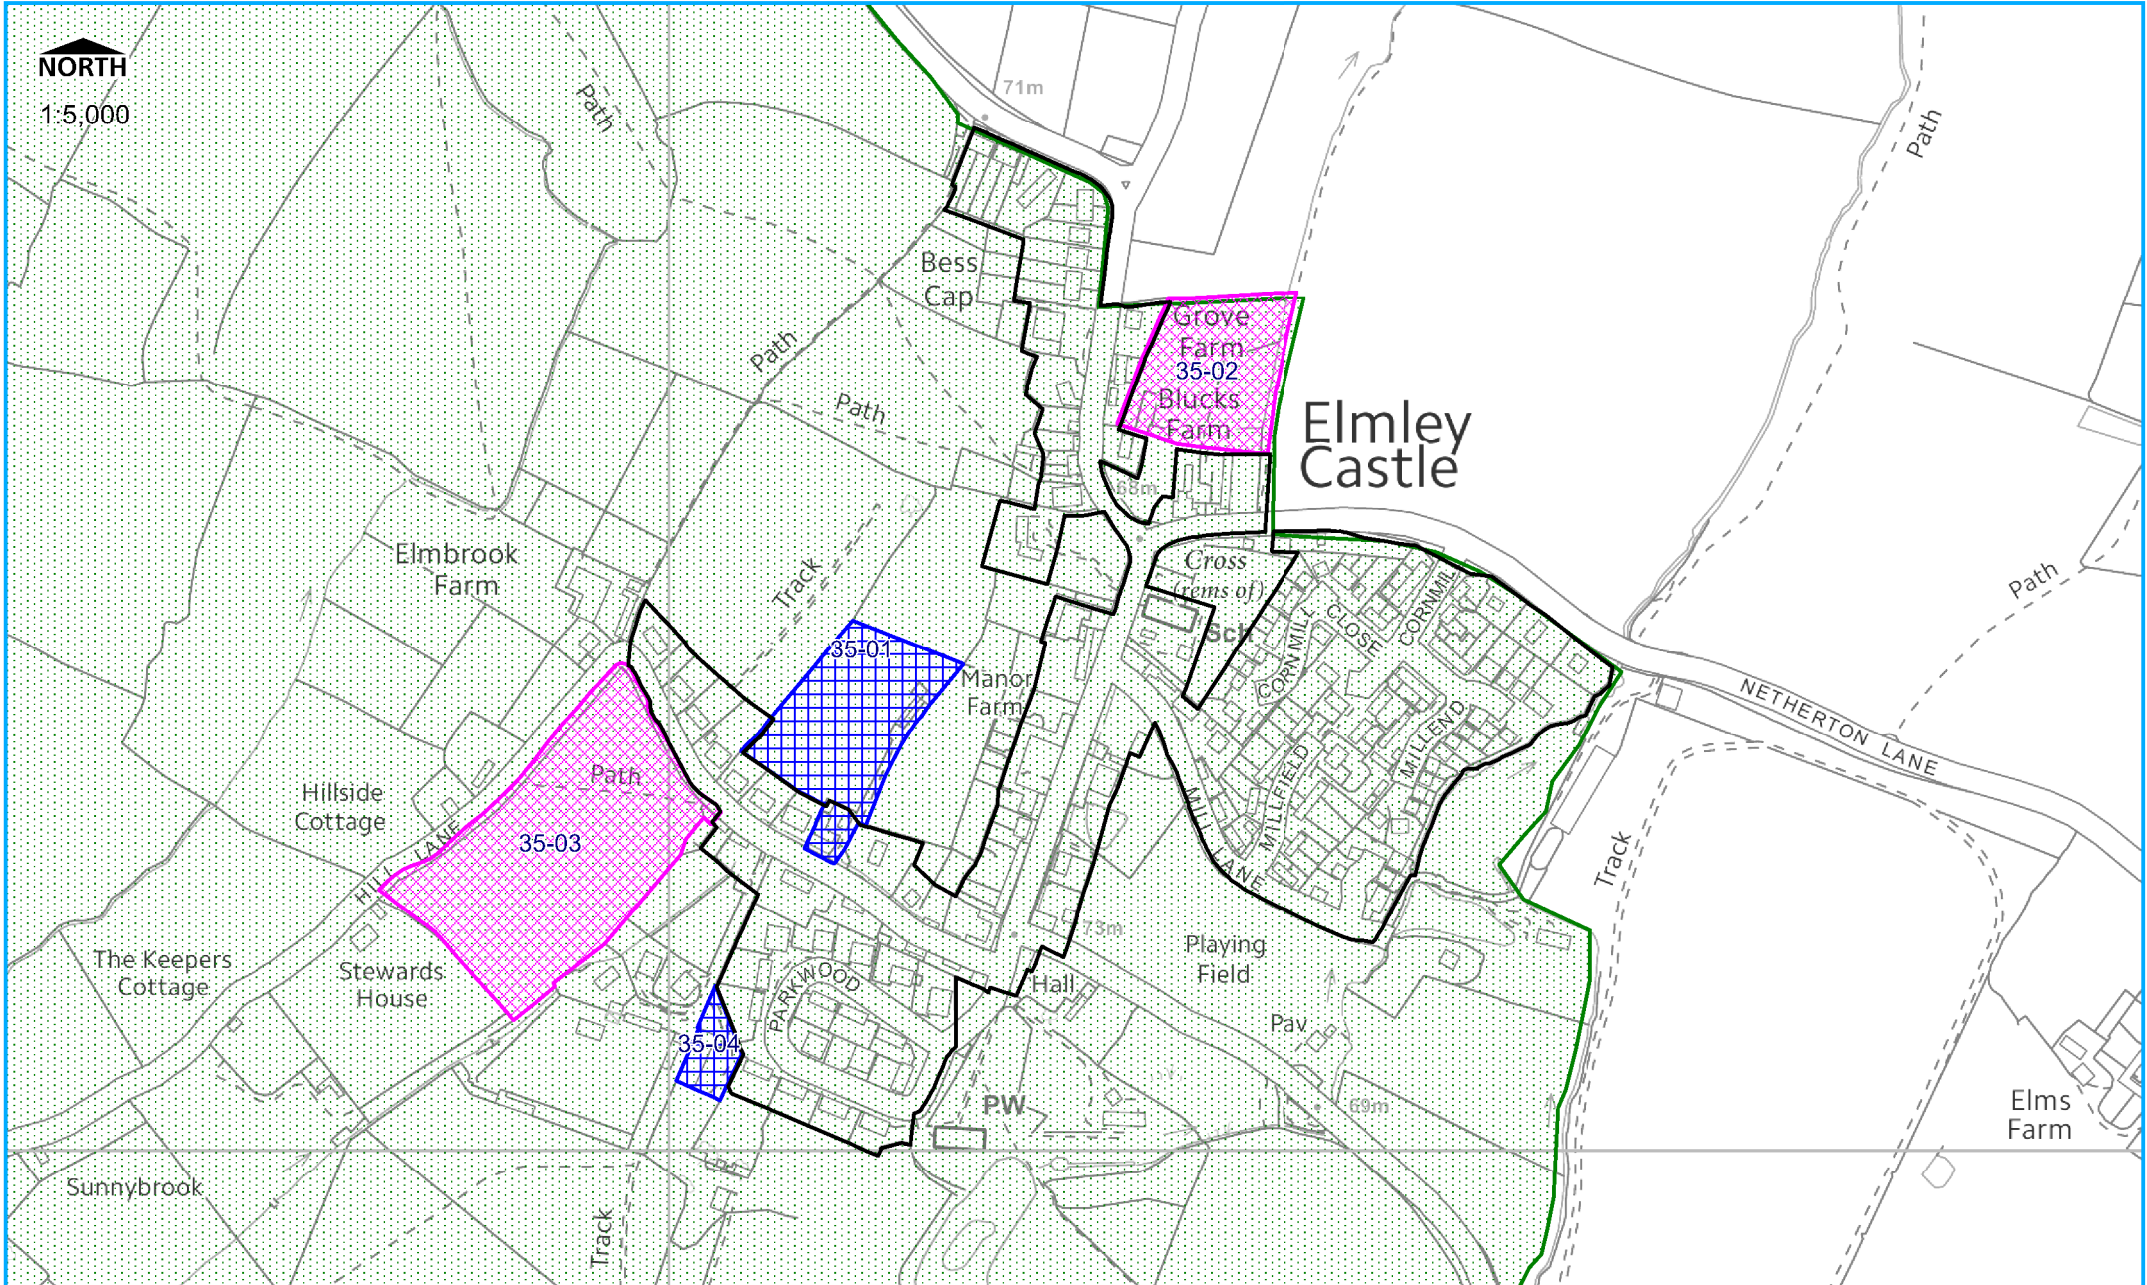 NORTH
1:5,000
71m
Path
Path
Bess
Cap
Grove
Farm
35-02
Blucks
Farm
Path
Path
Elmley
Castle
68m
Elmbrook
Farm
Track
Cross
(rems of)
Sch
CORNMILL
CLOSE
CORNMIL
Path
35-01
Manor
Farm
NETHERTON LANE
MILLEND
MILLFIELD
MILL LANE
Path
Hillside
Cottage
HILL LANE
35-03
Track
The Keepers
Cottage
Stewards
House
73m
Playing
Field
PARKWOOD
Hall
Pav
35-04
PW
69m
Elms
Farm
Sunnybrook
Track